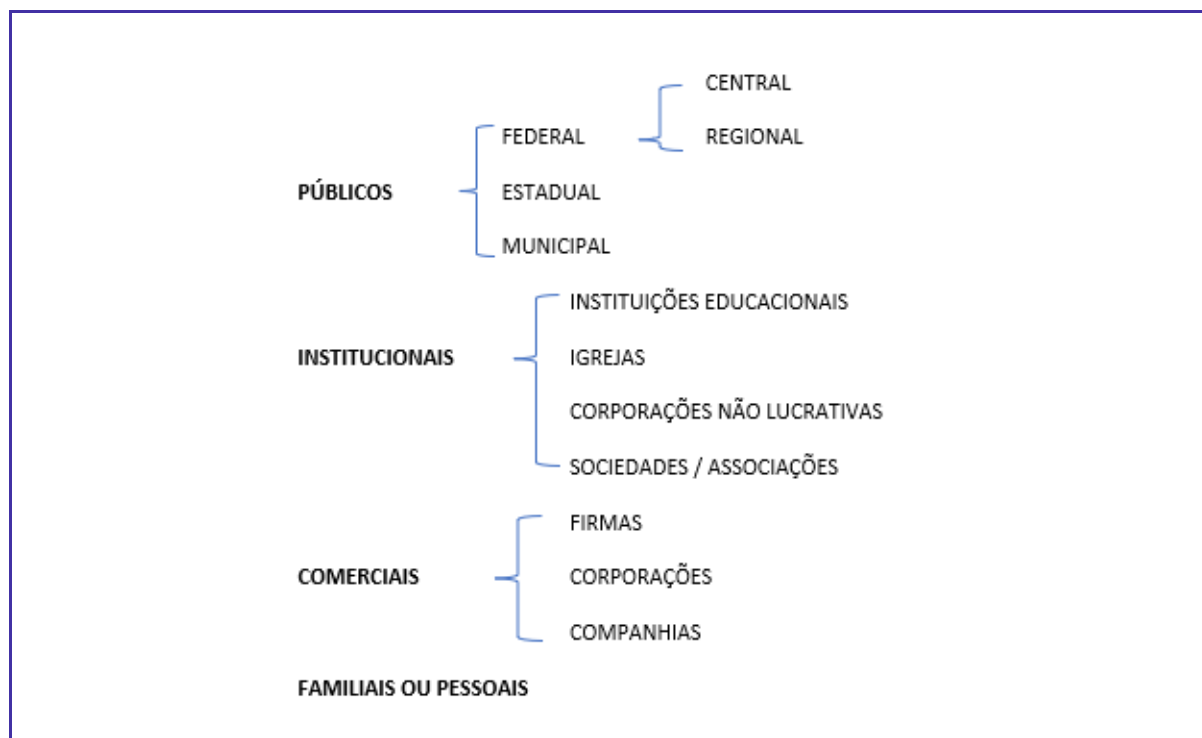 CENTRAL
FEDERAL REGIONAL
PÚBLICOS ESTADUAL
MUNICIPAL
INSTITUIÇÕES EDUCACIONAIS
INSTITUCIONAIS IGREJAS
CORPORAÇÕES NÃO LUCRATIVAS
SOCIEDADES / ASSOCIAÇÕES
FIRMAS
COMERCIAIS CORPORAÇÕES
COMPANHIAS
FAMILIAIS OU PESSOAIS